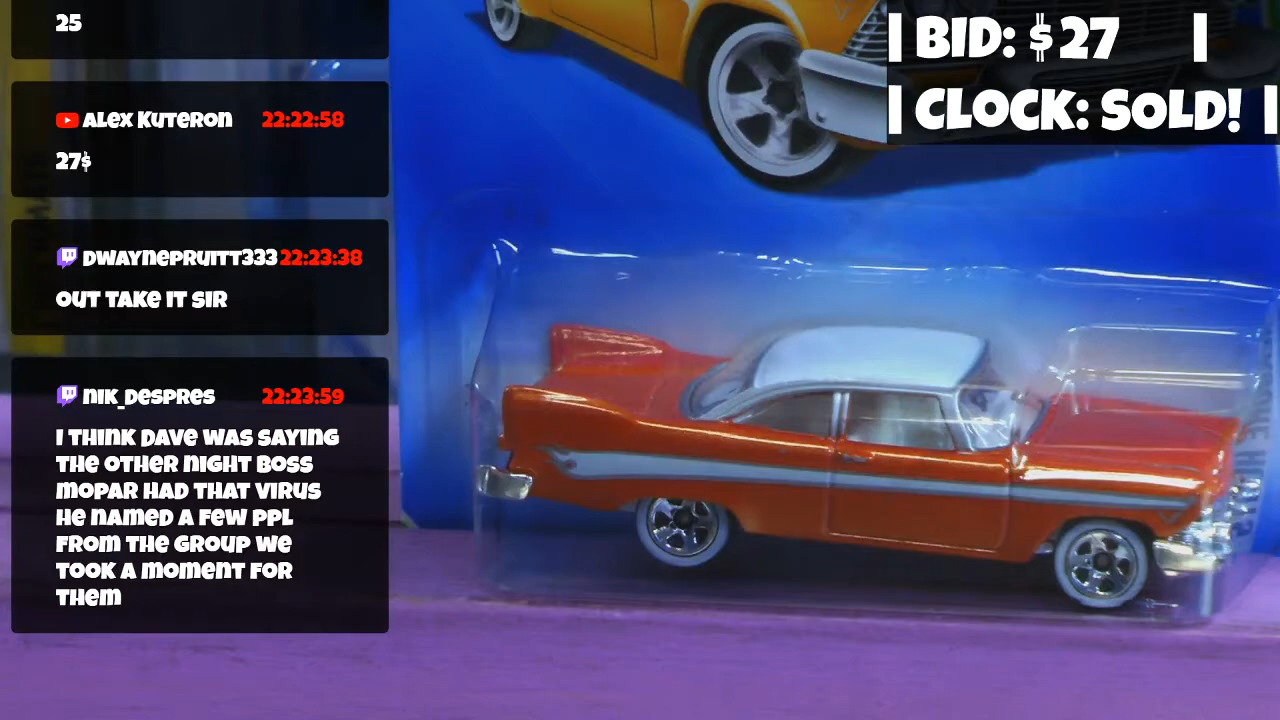 25
Alex Kuteron 22:22:58
27$
dwaynepruitt333 22:23:38
out take it sir
nik_despres 22:23:59
I think Dave was saying
the other night boss
mopar had that virus
he named a few ppl
from the group we
took a moment for
them
| BID: $27 |
| CLOCK: SOLD! |